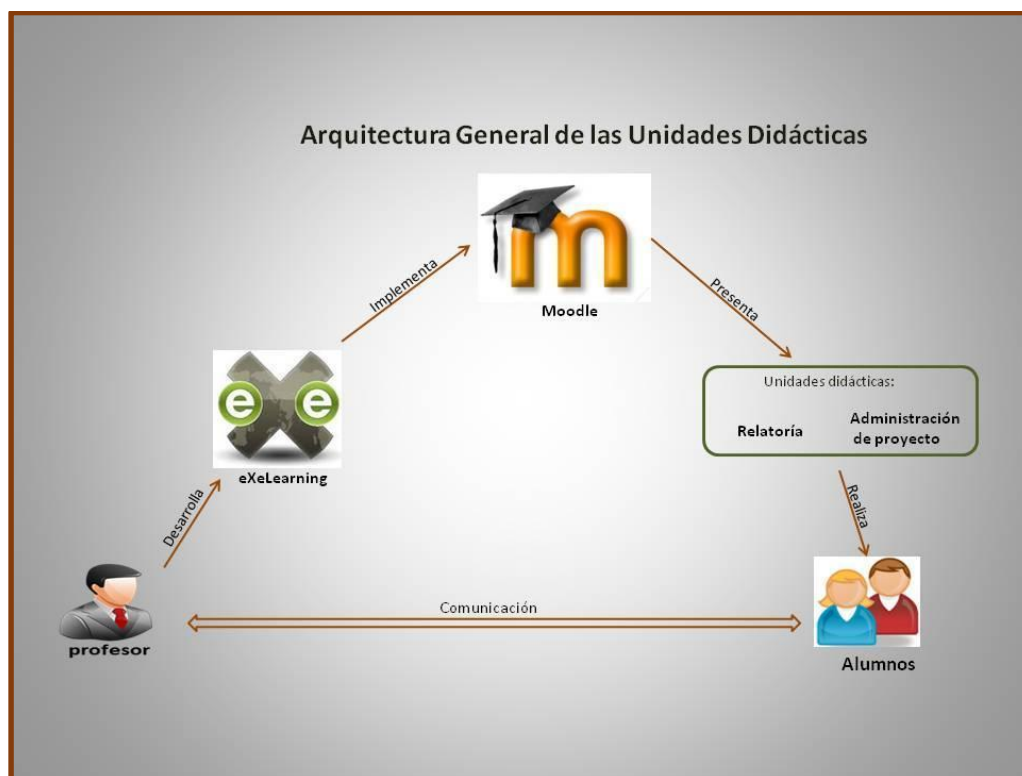 Arquitectura General de las Unidades Didácticas
m
Moodle
Implementa
Presenta
e e
eXeLearning
Unidades didácticas:
Relatoría
Administración
de proyecto
Desarrolla
Realiza
Comunicación
profesor
Alumnos